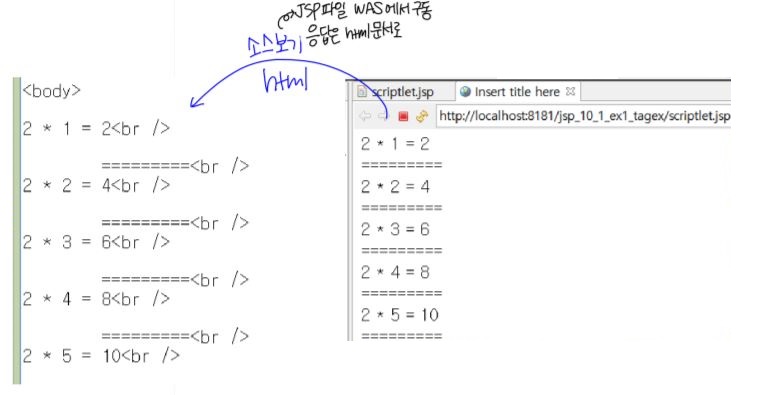 JSP파일 WAS에서 구동
응답은 html문서로
소스보기
html
<body>
2 * 1 = 2<br />
=========<br />
2 * 2 = 4<br />
=========<br />
2 * 3 = 6<br />
=========<br />
2 * 4 = 8<br />
=========<br />
2 * 5 = 10<br />
scriptlet.jsp
Insert title here
http://localhost:8181/jsp_10_1_ex1_tagex/scriptlet.jsp
2 * 1 = 2
=========
2 * 2 = 4
=========
2 * 3 = 6
=========
2 * 4 = 8
=========
2 * 5 = 10
=========